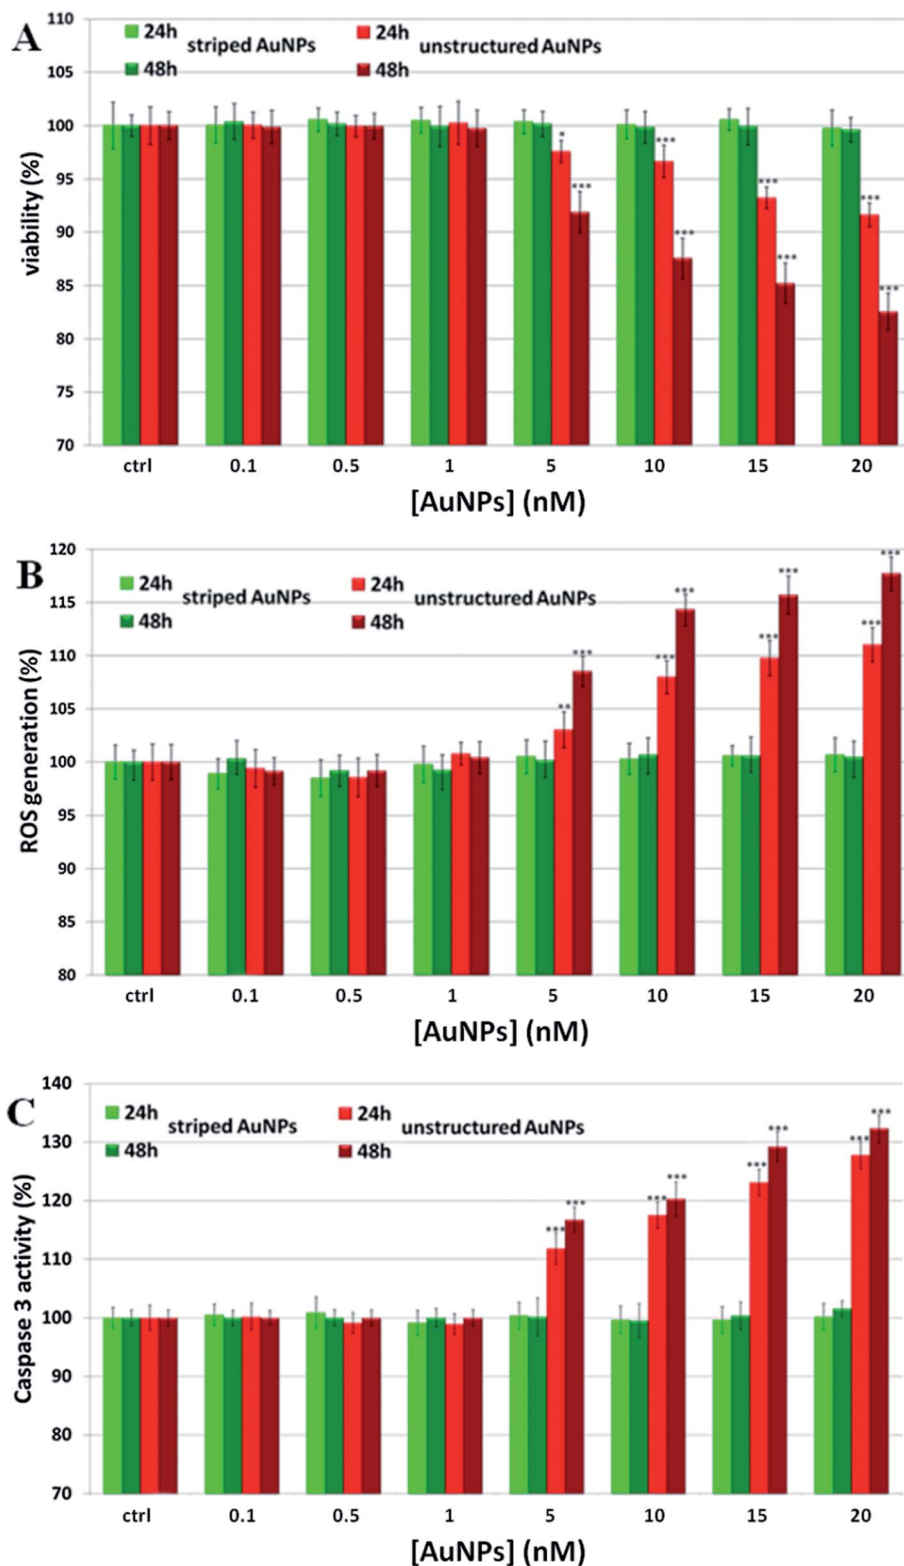 A
24h striped AuNPs 24h unstructured AuNPs
48h 48h
110
105
100
95
90
85
80
75
70
viability (%)
* *** *** ***
*** *** *** ***
ctrl 0.1 0.5 1 5 10 15 20
[AuNPs] (nM)
B
24h striped AuNPs 24h unstructured AuNPs
48h 48h
120
115
110
105
100
95
90
85
80
ROS generation (%)
** *** *** ***
*** *** *** ***
ctrl 0.1 0.5 1 5 10 15 20
[AuNPs] (nM)
C
24h striped AuNPs 24h unstructured AuNPs
48h 48h
140
130
120
110
100
90
80
70
Caspase 3 activity (%)
*** *** *** ***
*** *** *** ***
ctrl 0.1 0.5 1 5 10 15 20
[AuNPs] (nM)